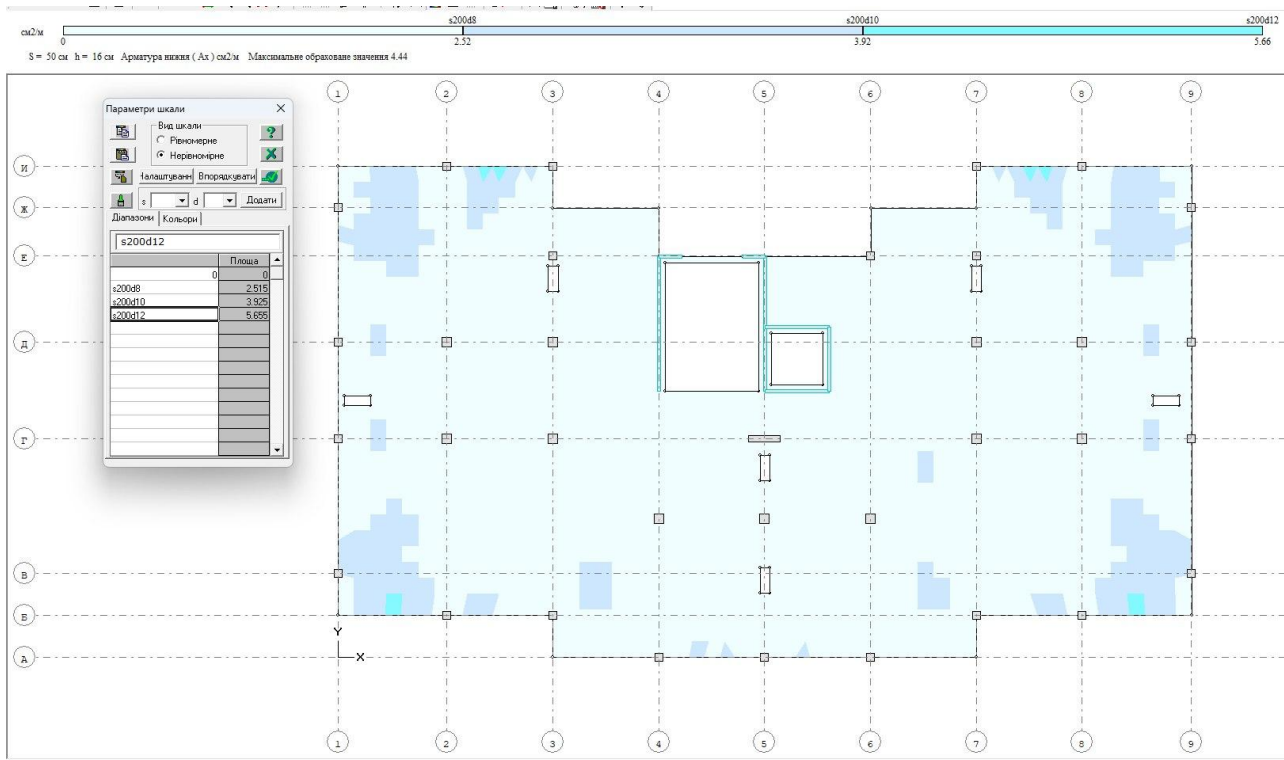 s200d8 s200d10 s200d12
см2/м
0 2.52 3.92 5.66
S = 50 см h = 16 см Арматура нижня ( Ax ) см2/м Максимальне обраховане значення 4.44
Параметри шкали
Вид шкали
Рівномерне
Нерівномірне
Налаштуванн Впорядкувати
s d Додати
Діапазони Кольори
s200d12
Площа
0 0
s200d8 2.515
s200d10 3.925
s200d12 5.655
1 2 3 4 5 6 7 8 9
И
Ж
Е
Д
Г
В
Б
А
Y
X
1 2 3 4 5 6 7 8 9